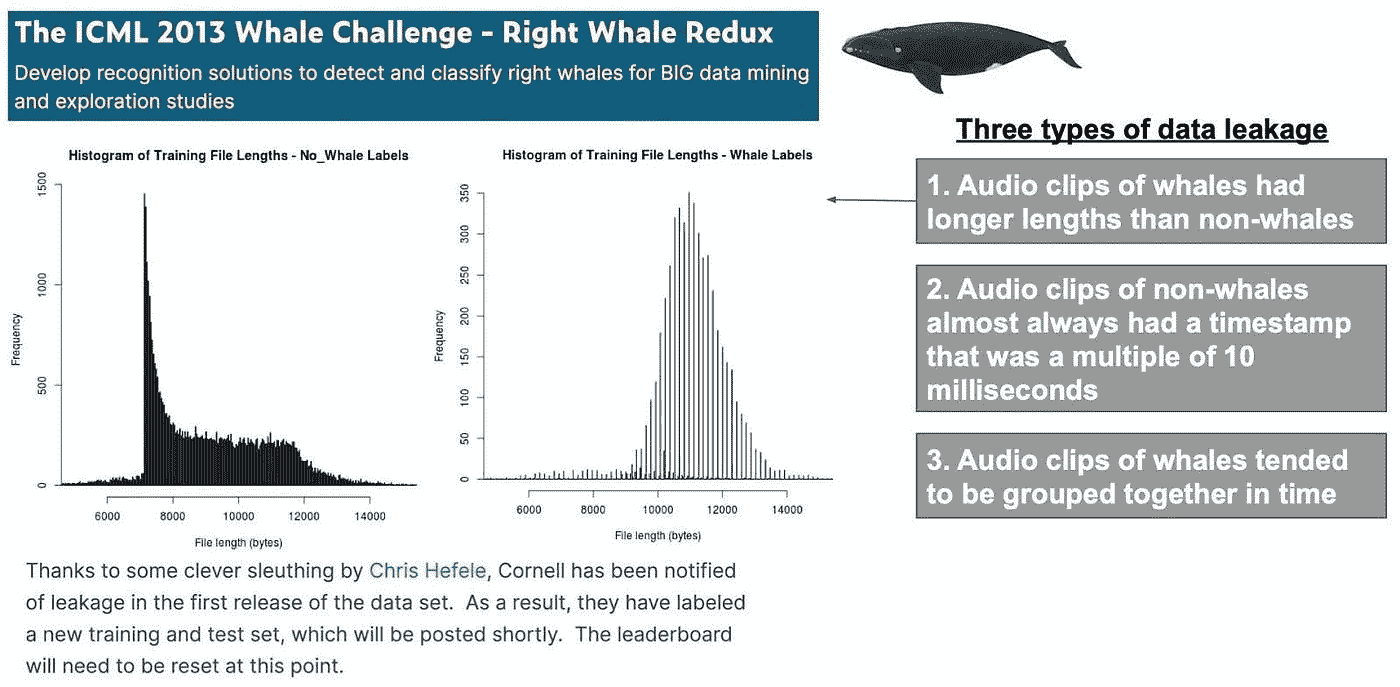 The ICML 2013 Whale Challenge - Right Whale Redux
Develop recognition solutions to detect and classify right whales for BIG data mining
and exploration studies
Histogram of Training File Lengths - No_Whale Labels
1500
1000
500
0
Frequency
6000 8000 10000 12000 14000
File length (bytes)
Histogram of Training File Lengths - Whale Labels
350
300
250
200
150
100
50
0
Frequency
6000 8000 10000 12000 14000
File length (bytes)
Three types of data leakage
1. Audio clips of whales had
longer lengths than non-whales
2. Audio clips of non-whales
almost always had a timestamp
that was a multiple of 10
milliseconds
3. Audio clips of whales tended
to be grouped together in time
Thanks to some clever sleuthing by Chris Hefele, Cornell has been notified
of leakage in the first release of the data set. As a result, they have labeled
a new training and test set, which will be posted shortly. The leaderboard
will need to be reset at this point.